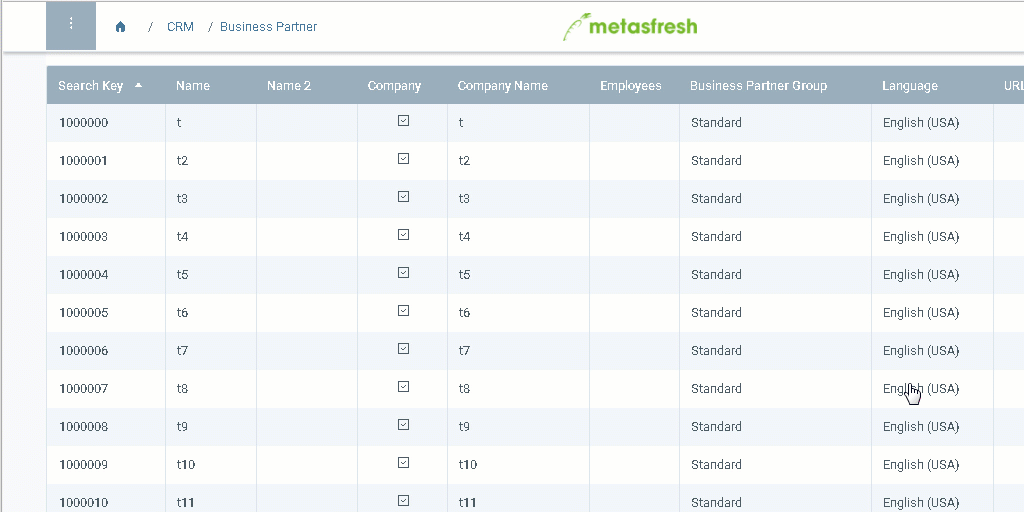 / CRM / Business Partner
metasfresh
Search Key Name Name 2 Company Company Name Employees Business Partner Group Language URL
1000000 t t Standard English (USA)
1000001 t2 t2 Standard English (USA)
1000002 t3 t3 Standard English (USA)
1000003 t4 t4 Standard English (USA)
1000004 t5 t5 Standard English (USA)
1000005 t6 t6 Standard English (USA)
1000006 t7 t7 Standard English (USA)
1000007 t8 t8 Standard English (USA)
1000008 t9 t9 Standard English (USA)
1000009 t10 t10 Standard English (USA)
1000010 t11 t11 Standard English (USA)